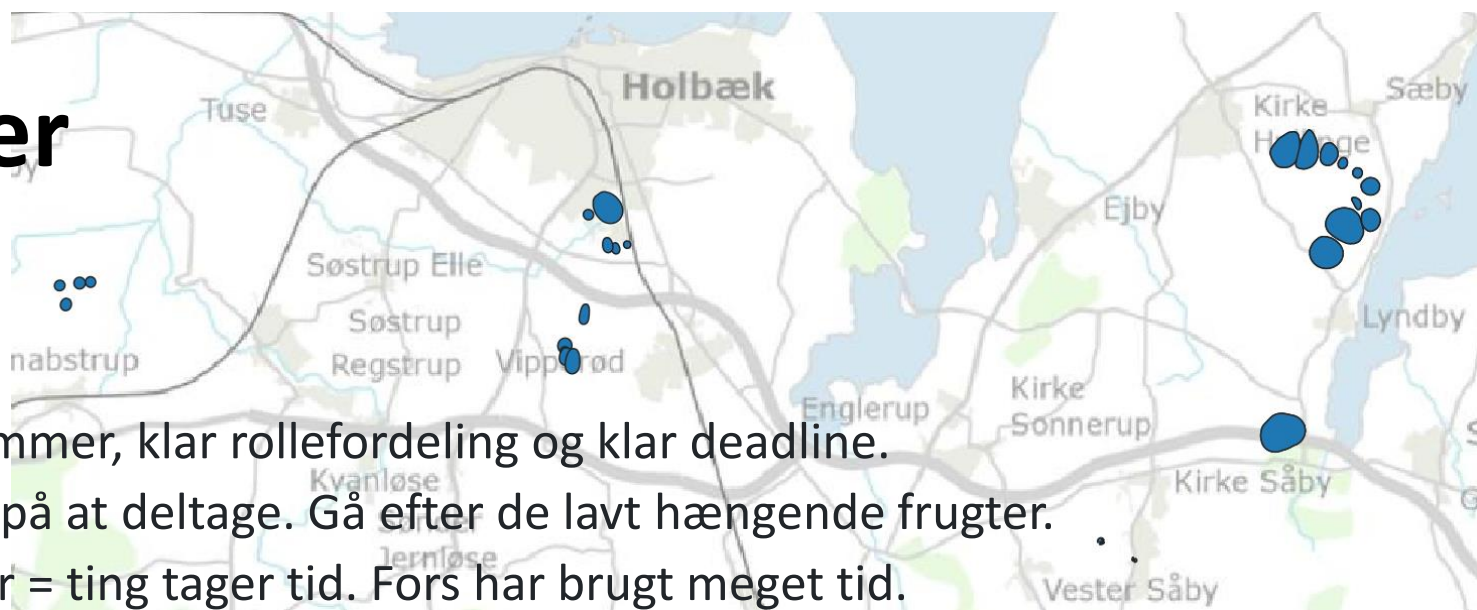 Holbæk
Sæby
Kirke
Tuse
er
Ejby
Søstrup Elle
Søstrup
Lyndby
nabstrup
Regstrup
Kirke
Englerup
Sonnerup
mmer, klar rollefordeling og klar deadline.
Kvanløse
Kirke Såby
på at deltage. Gå efter de lavt hængende frugter.
Jernløse
r = ting tager tid. Fors har brugt meget tid.
Vester Såby